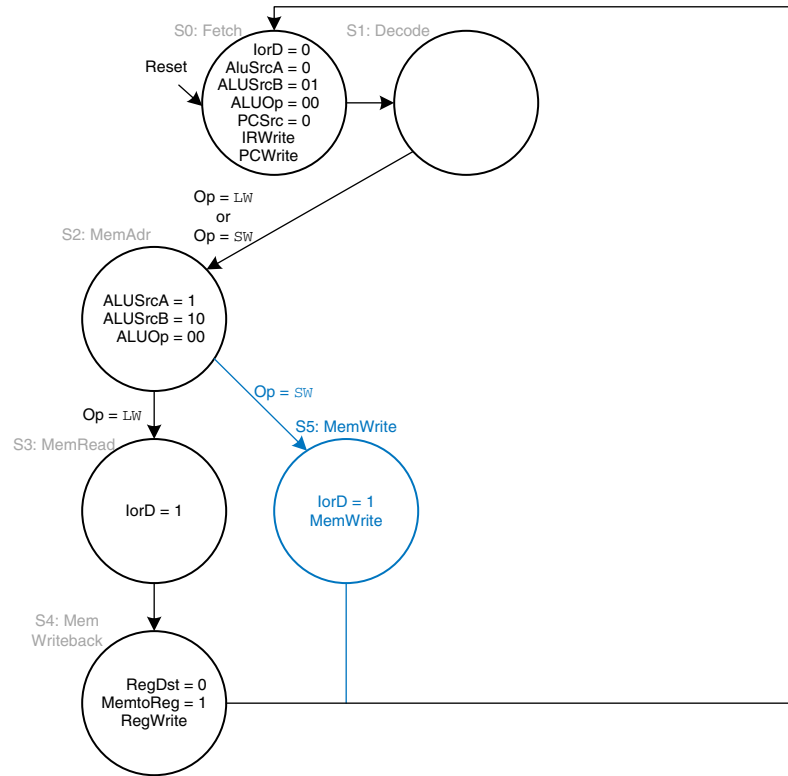 S0: Fetch
S1: Decode
Reset
IorD = 0
AluSrcA = 0
ALUSrcB = 01
ALUOp = 00
PCSrc = 0
IRWrite
PCWrite
Op = LW
or
Op = SW
S2: MemAdr
ALUSrcA = 1
ALUSrcB = 10
ALUOp = 00
Op = SW
Op = LW
S5: MemWrite
S3: MemRead
IorD = 1
IorD = 1
MemWrite
S4: Mem
Writeback
RegDst = 0
MemtoReg = 1
RegWrite